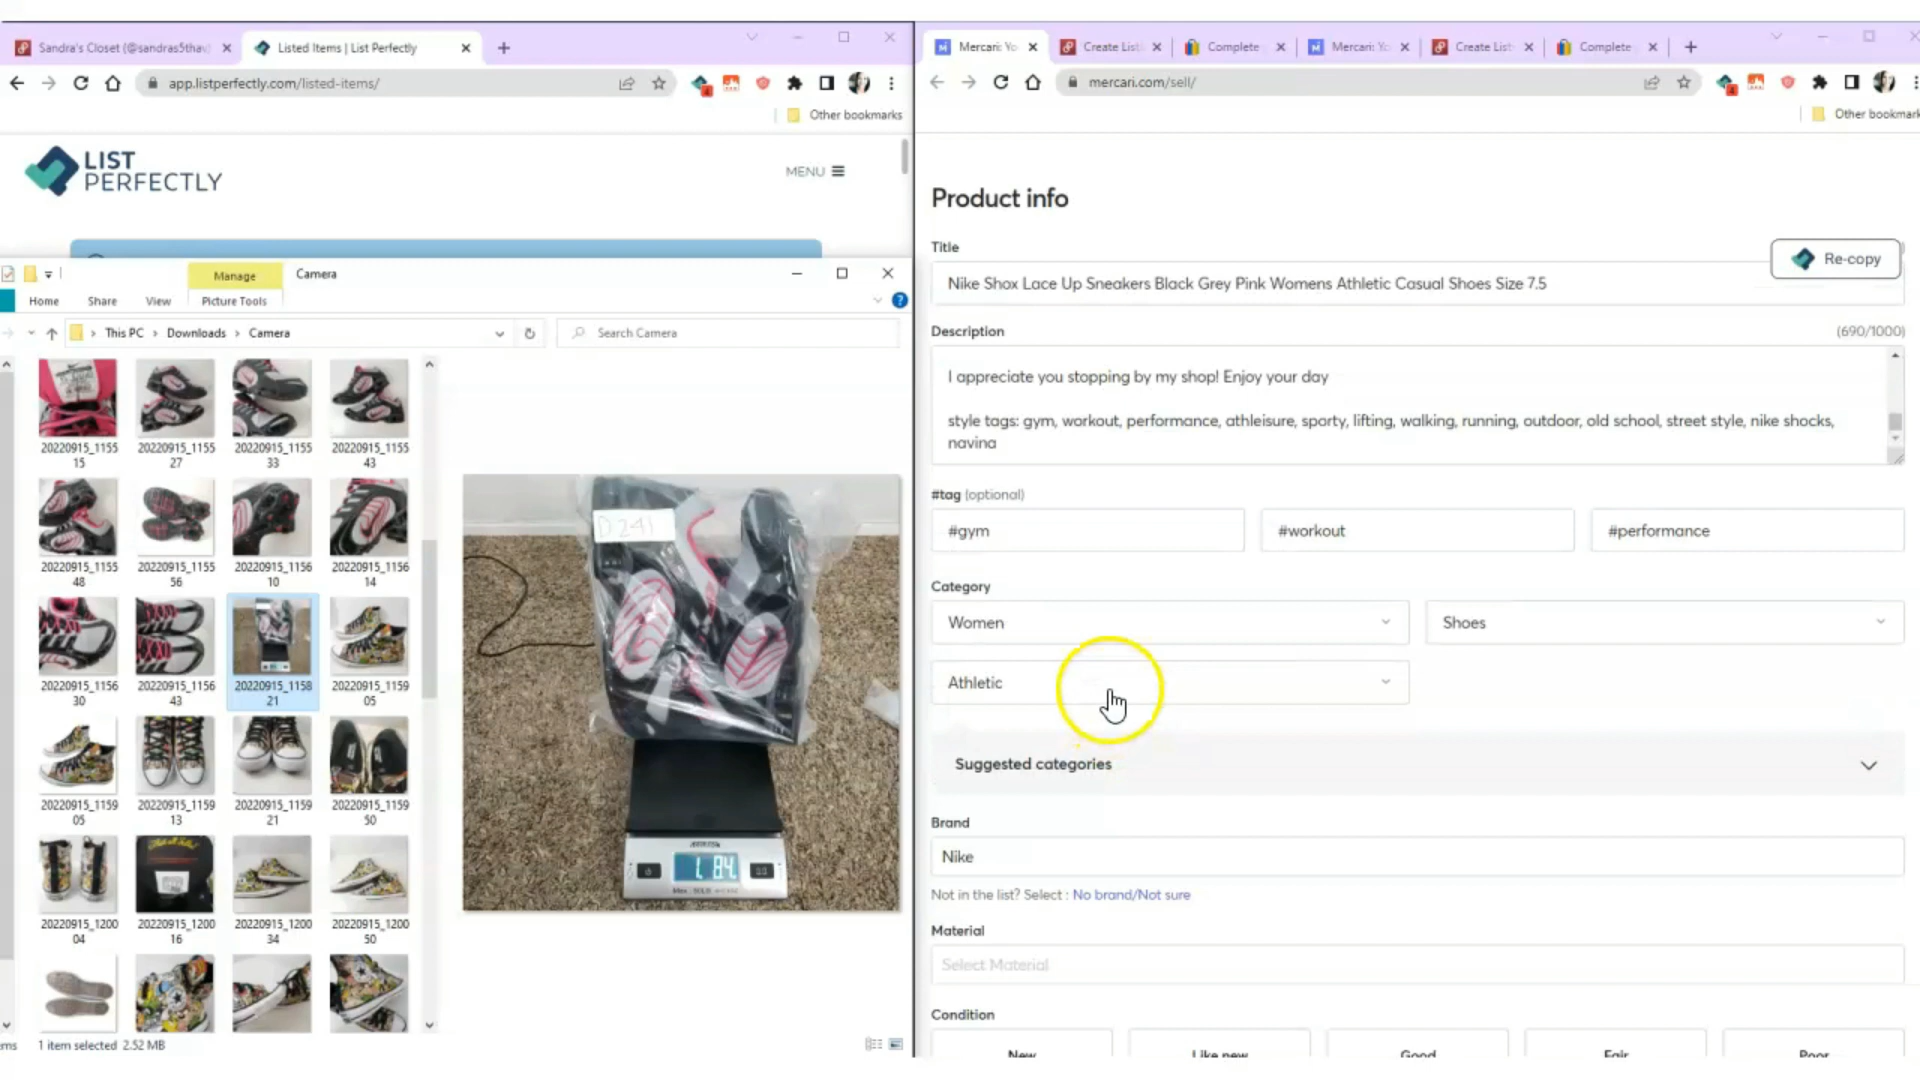 Sandra's Closet (@sandras5thav
Listed Items | List Perfectly
app.listperfectly.com/listed-items/
Other bookmarks
LIST
PERFECTLY
MENU
Manage
Camera
Home
Share
View
Picture Tools
This PC > Downloads > Camera
Search Camera
20220915_1155
15
20220915_1155
27
20220915_1155
33
20220915_1155
43
20220915_1155
48
20220915_1155
56
20220915_1156
10
20220915_1156
14
20220915_1156
30
20220915_1156
43
20220915_1158
21
20220915_1159
05
20220915_1159
05
20220915_1159
13
20220915_1159
21
20220915_1159
50
20220915_1200
04
20220915_1200
16
20220915_1200
34
20220915_1200
50
1 item selected 2.52 MB
D241
1.84
Mercari: Yo
Create List
Complete
Mercari: Yo
Create List
Complete
mercari.com/sell/
Other bookmark
Product info
Title
Re-copy
Nike Shox Lace Up Sneakers Black Grey Pink Womens Athletic Casual Shoes Size 7.5
Description
(690/1000)
I appreciate you stopping by my shop! Enjoy your day
style tags: gym, workout, performance, athleisure, sporty, lifting, walking, running, outdoor, old school, street style, nike shocks,
navina
#tag (optional)
#gym
#workout
#performance
Category
Women
Shoes
Athletic
Suggested categories
Brand
Nike
Not in the list? Select : No brand/Not sure
Material
Select Material
Condition
New
Like new
Good
Fair
Poor